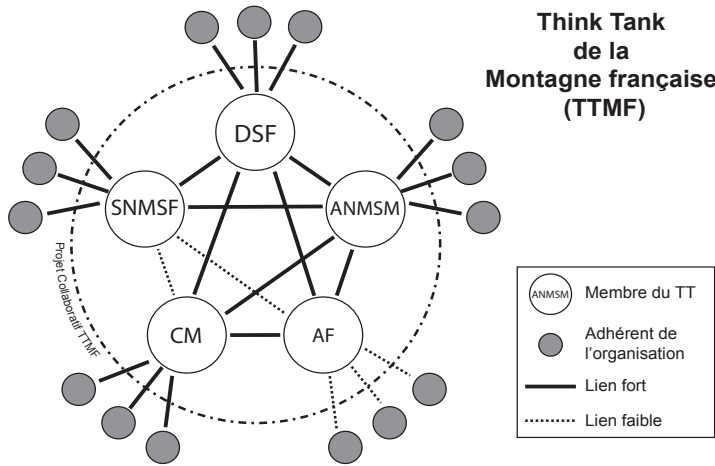 Think Tank
de la
Montagne française
(TTMF)
DSF
SNMSF
ANMSM
Projet Collaboratif TTMF
CM
AF
ANMSM
Membre du TT
Adhérent de
l'organisation
Lien fort
Lien faible